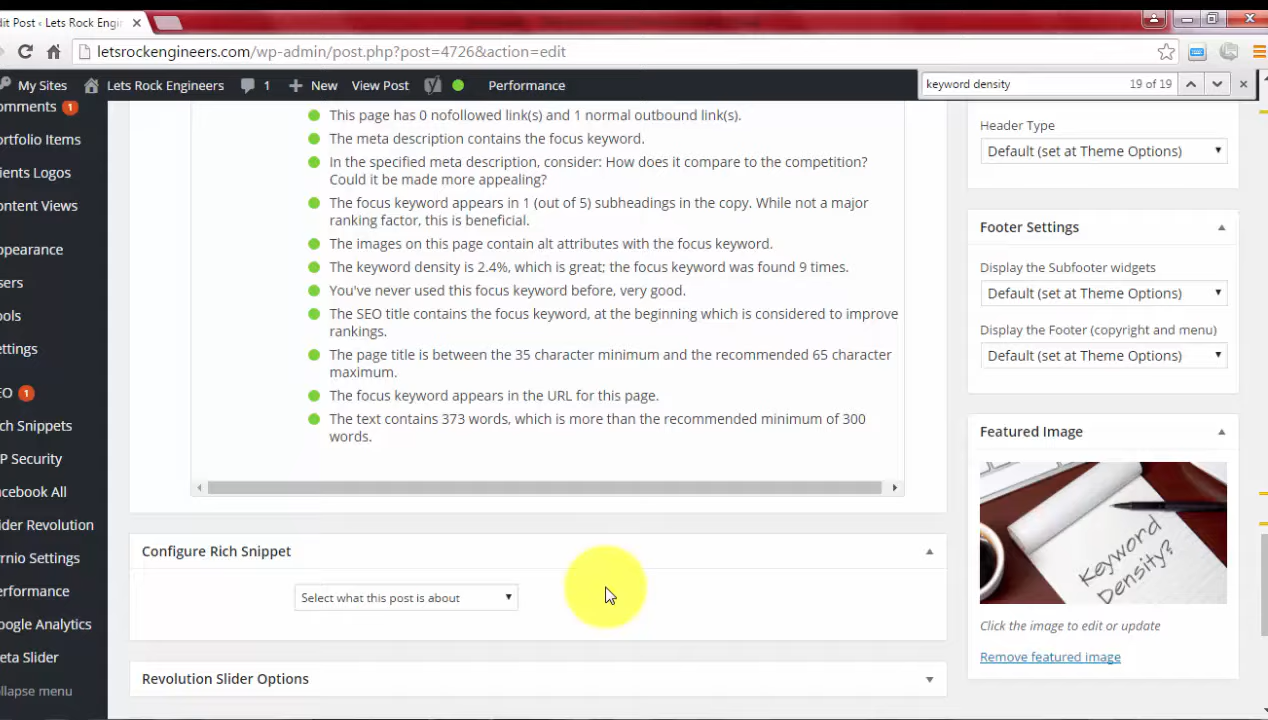 dit Post ‹ Lets Rock Engin
letsrockengineers.com/wp-admin/post.php?post=4726&action=edit
My Sites Lets Rock Engineers 1 New View Post Performance
keyword density 19 of 19
omments 1
ortfolio Items
ients Logos
ontent Views
ppearance
sers
ools
ettings
EO 1
ch Snippets
P Security
acebook All
ider Revolution
rnio Settings
erformance
oogle Analytics
eta Slider
ollapse menu
This page has 0 nofollowed link(s) and 1 normal outbound link(s).
The meta description contains the focus keyword.
In the specified meta description, consider: How does it compare to the competition?
Could it be made more appealing?
The focus keyword appears in 1 (out of 5) subheadings in the copy. While not a major
ranking factor, this is beneficial.
The images on this page contain alt attributes with the focus keyword.
The keyword density is 2.4%, which is great; the focus keyword was found 9 times.
You've never used this focus keyword before, very good.
The SEO title contains the focus keyword, at the beginning which is considered to improve
rankings.
The page title is between the 35 character minimum and the recommended 65 character
maximum.
The focus keyword appears in the URL for this page.
The text contains 373 words, which is more than the recommended minimum of 300
words.
Configure Rich Snippet
Select what this post is about
Revolution Slider Options
Header Type
Default (set at Theme Options)
Footer Settings
Display the Subfooter widgets
Default (set at Theme Options)
Display the Footer (copyright and menu)
Default (set at Theme Options)
Featured Image
Keyword
Density?
Click the image to edit or update
Remove featured image